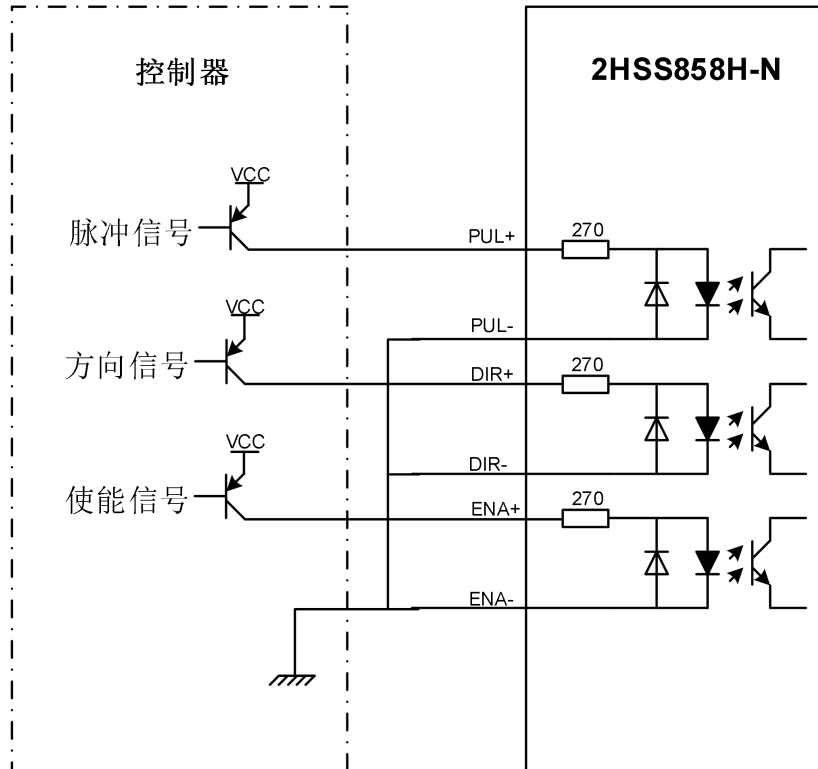 控制器
2HSS858H-N
VCC
脉冲信号
PUL+
270
PUL-
VCC
方向信号
DIR+
270
DIR-
VCC
使能信号
ENA+
270
ENA-